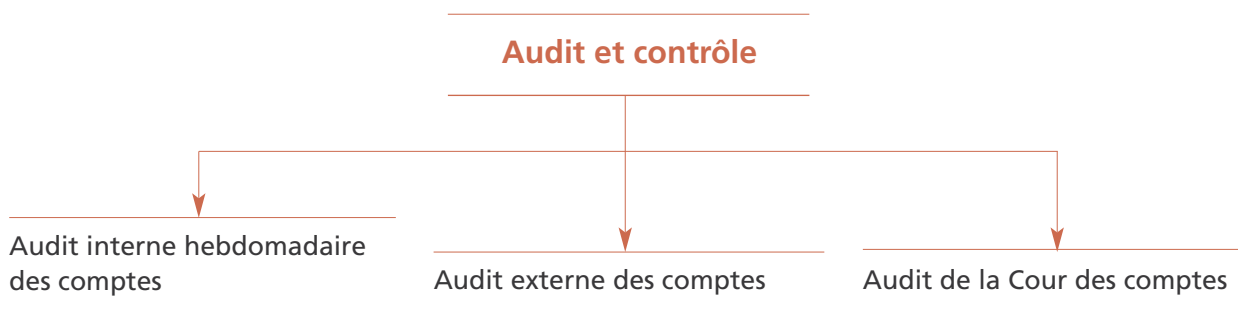 Audit et contrôle
Audit interne hebdomadaire
des comptes
Audit externe des comptes
Audit de la Cour des comptes